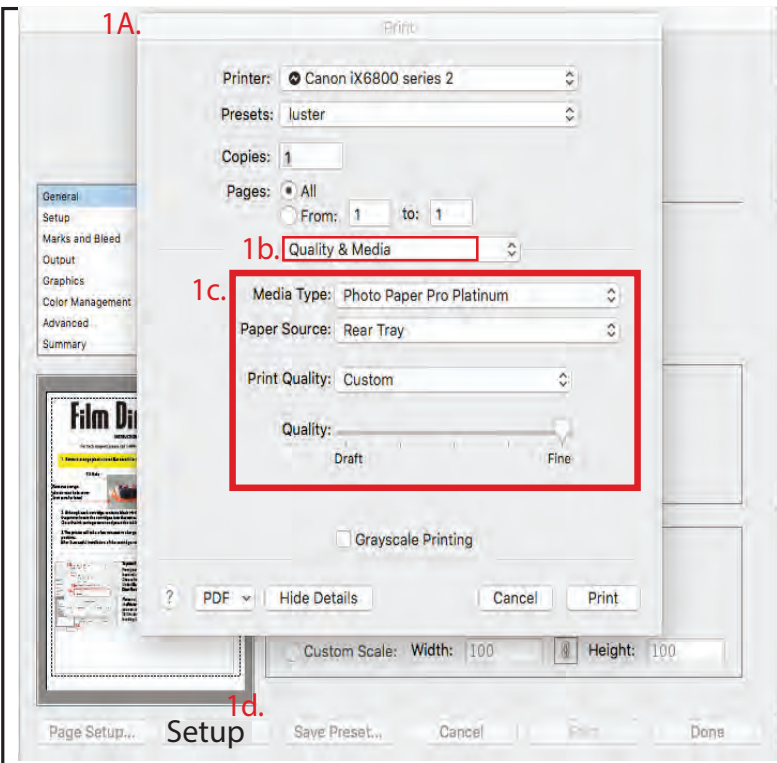 1A.
Print
Printer: Canon iX6800 series 2
Presets: luster
Copies: 1
Pages: All
From: 1 to: 1
1b. Quality & Media
1c. Media Type: Photo Paper Pro Platinum
Paper Source: Rear Tray
Print Quality: Custom
Quality:
Draft Fine
Grayscale Printing
? PDF Hide Details Cancel Print
General
Setup
Marks and Bleed
Output
Graphics
Color Management
Advanced
Summary
Film Di
Custom Scale: Width: 100 Height: 100
1d.
Page Setup... Setup Save Preset... Cancel Print Done